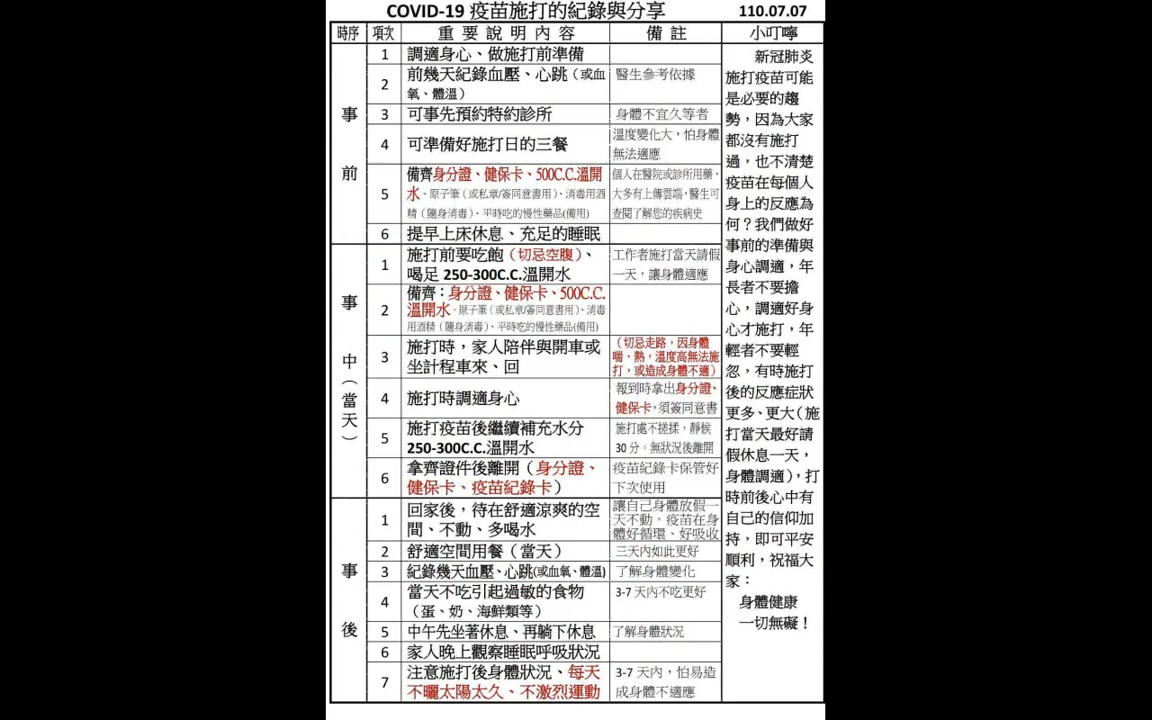 COVID-19 疫苗施打的紀錄與分享 110.07.07
時序 項次 重要說明內容 備註 小叮嚀
事前
1 調適身心、做施打前準備
2 前幾天紀錄血壓、心跳（或血
氧、體溫） 醫生參考依據
3 可事先預約特約診所 身體不宜久等者
4 可準備好施打日的三餐 溫度變化大，怕身體
無法適應
5 備齊身分證、健保卡、500C.C.溫開
水、原子筆（或私章/簽同意書用）、消毒用酒
精（隨身消毒）、平時吃的慢性藥品(備用)
個人在醫院或診所用藥，
大多有上傳雲端，醫生可
查閱了解您的疾病史
6 提早上床休息、充足的睡眠
事中（當天）
1 施打前要吃飽（切忌空腹）、
喝足 250-300C.C.溫開水
工作者施打當天請假
一天，讓身體適應
2 備齊：身分證、健保卡、500C.C.
溫開水、原子筆（或私章/簽同意書用）、消毒
用酒精（隨身消毒）、平時吃的慢性藥品(備用)
3 施打時，家人陪伴與開車或
坐計程車來、回
（切忌走路，因身體
喘、熱，溫度高無法施
打，或造成身體不適）
4 施打時調適身心
報到時拿出身分證、
健保卡，須簽同意書
5 施打疫苗後繼續補充水分
250-300C.C.溫開水
施打處不搓揉，靜候
30 分，無狀況後離開
6 拿齊證件後離開（身分證、
健保卡、疫苗紀錄卡）
疫苗紀錄卡保管好
下次使用
事後
1 回家後，待在舒適涼爽的空
間、不動、多喝水
讓自己身體放假一
天不動，疫苗在身
體好循環、好吸收
2 舒適空間用餐（當天） 三天內如此更好
3 紀錄幾天血壓、心跳(或血氧、體溫) 了解身體變化
4 當天不吃引起過敏的食物
（蛋、奶、海鮮類等） 3-7 天內不吃更好
5 中午先坐著休息、再躺下休息 了解身體狀況
6 家人晚上觀察睡眠呼吸狀況
7 注意施打後身體狀況、每天
不曬太陽太久、不激烈運動
3-7 天內，怕易造
成身體不適應
新冠肺炎
施打疫苗可能
是必要的趨
勢，因為大家
都沒有施打
過，也不清楚
疫苗在每個人
身上的反應為
何？我們做好
事前的準備與
身心調適，年
長者不要擔
心，調適好身
心才施打，年
輕者不要輕
忽，有時施打
後的反應症狀
更多、更大（施
打當天最好請
假休息一天，
身體調適），打
時前後心中有
自己的信仰加
持，即可平安
順利，祝福大
家：
身體健康
一切無礙！